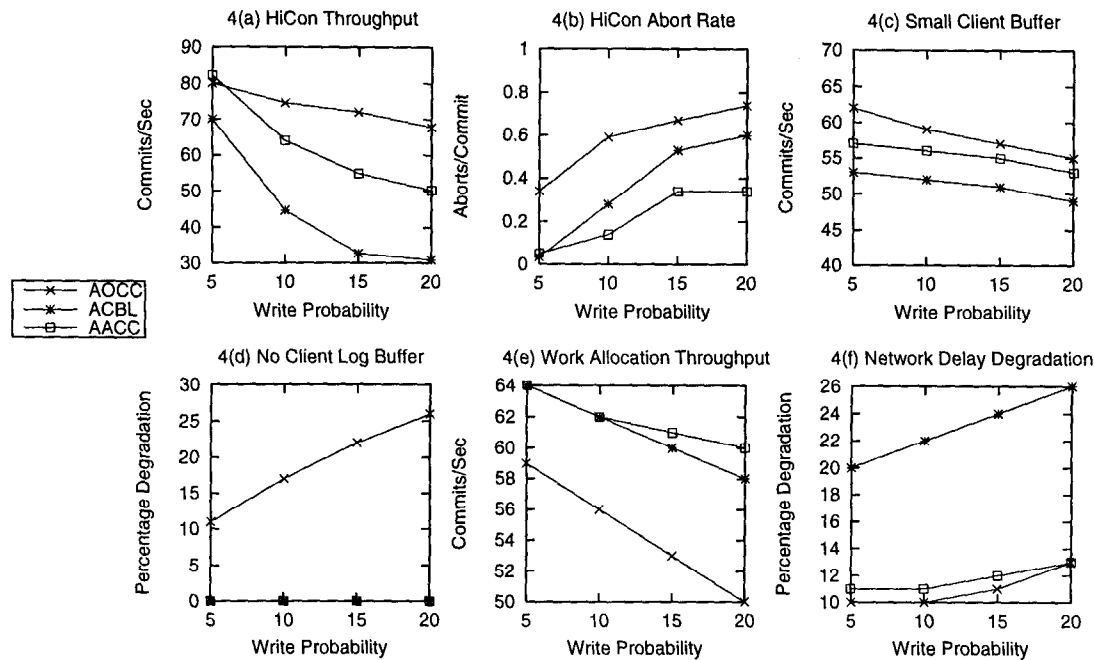 4(a) HiCon Throughput
90
80
70
60
50
40
30
Commits/Sec
5 10 15 20
Write Probability
4(b) HiCon Abort Rate
1
0.8
0.6
0.4
0.2
0
Aborts/Commit
5 10 15 20
Write Probability
4(c) Small Client Buffer
70
65
60
55
50
45
40
Commits/Sec
5 10 15 20
Write Probability
AOCC
ACBL
AACC
4(d) No Client Log Buffer
30
25
20
15
10
5
0
Percentage Degradation
5 10 15 20
Write Probability
4(e) Work Allocation Throughput
64
62
60
58
56
54
52
50
Commits/Sec
5 10 15 20
Write Probability
4(f) Network Delay Degradation
26
24
22
20
18
16
14
12
10
Percentage Degradation
5 10 15 20
Write Probability